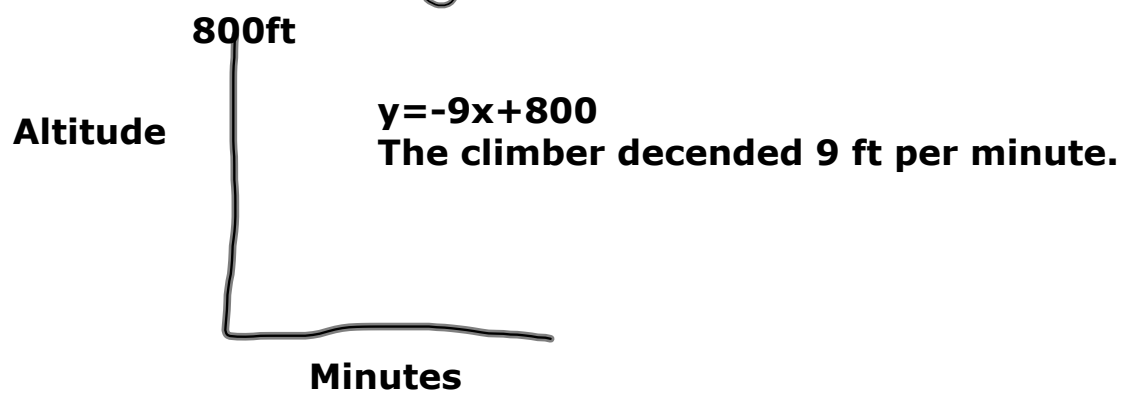 800ft
Altitude
y=-9x+800
The climber decended 9 ft per minute.
Minutes